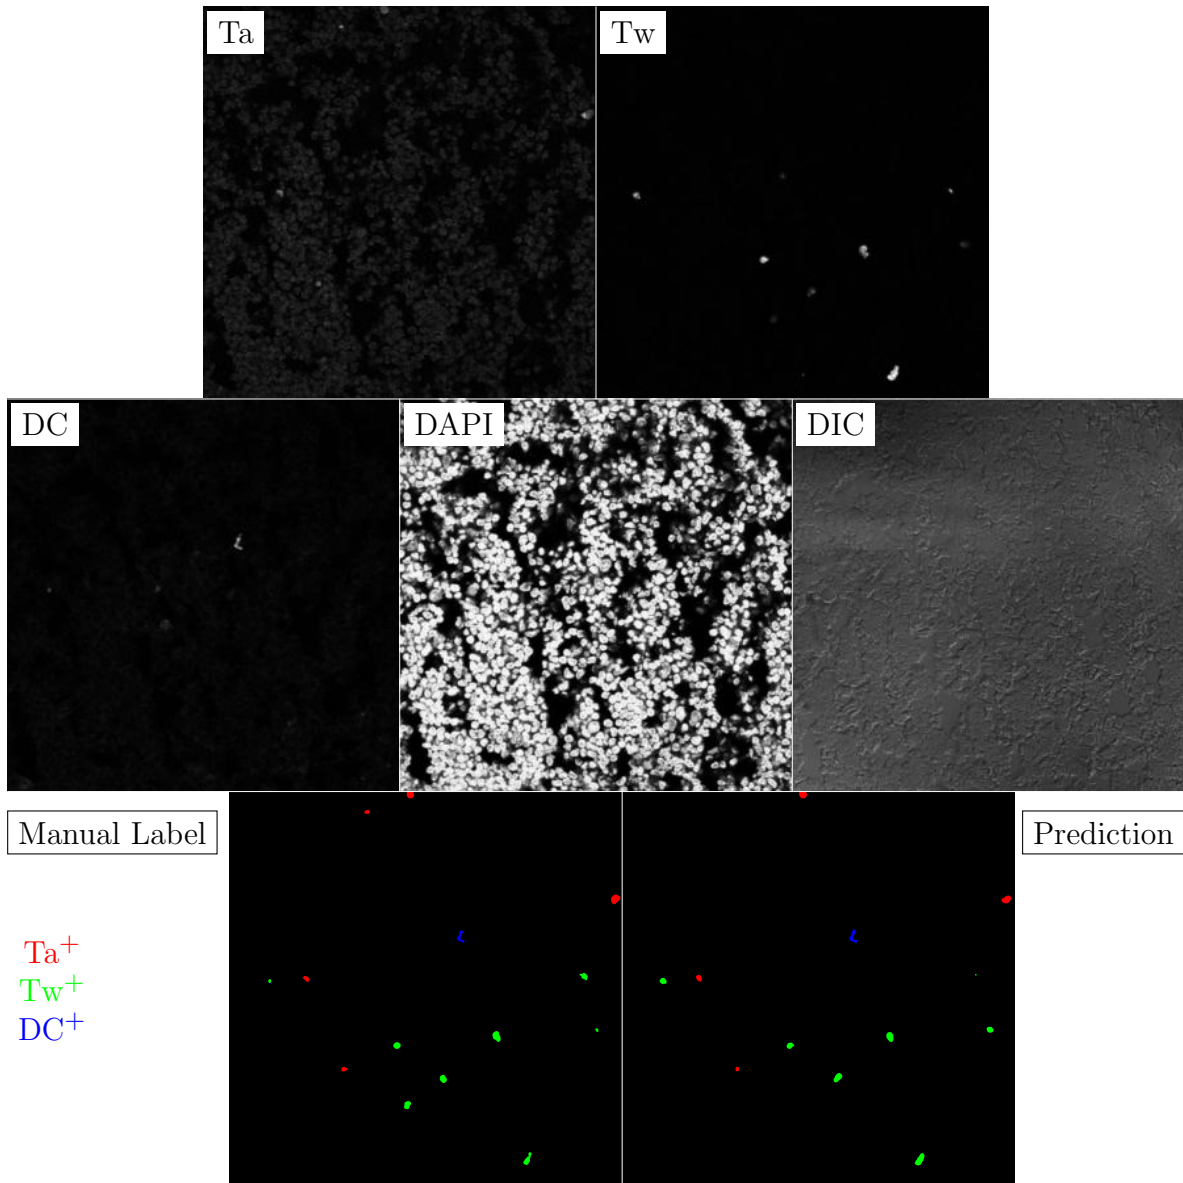 Ta
Tw
DC
DAPI
DIC
Manual Label
Prediction
Ta+
Tw+
DC+